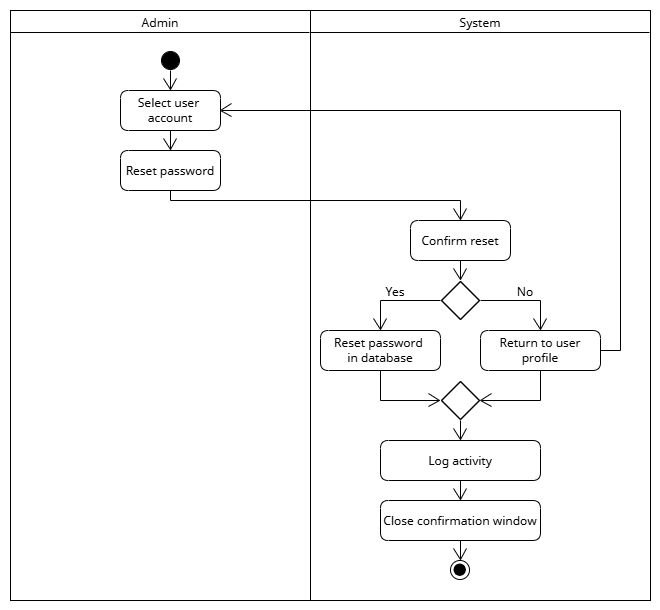 Admin
System
Select user
account
Reset password
Confirm reset
Yes
No
Reset password
in database
Return to user
profile
Log activity
Close confirmation window